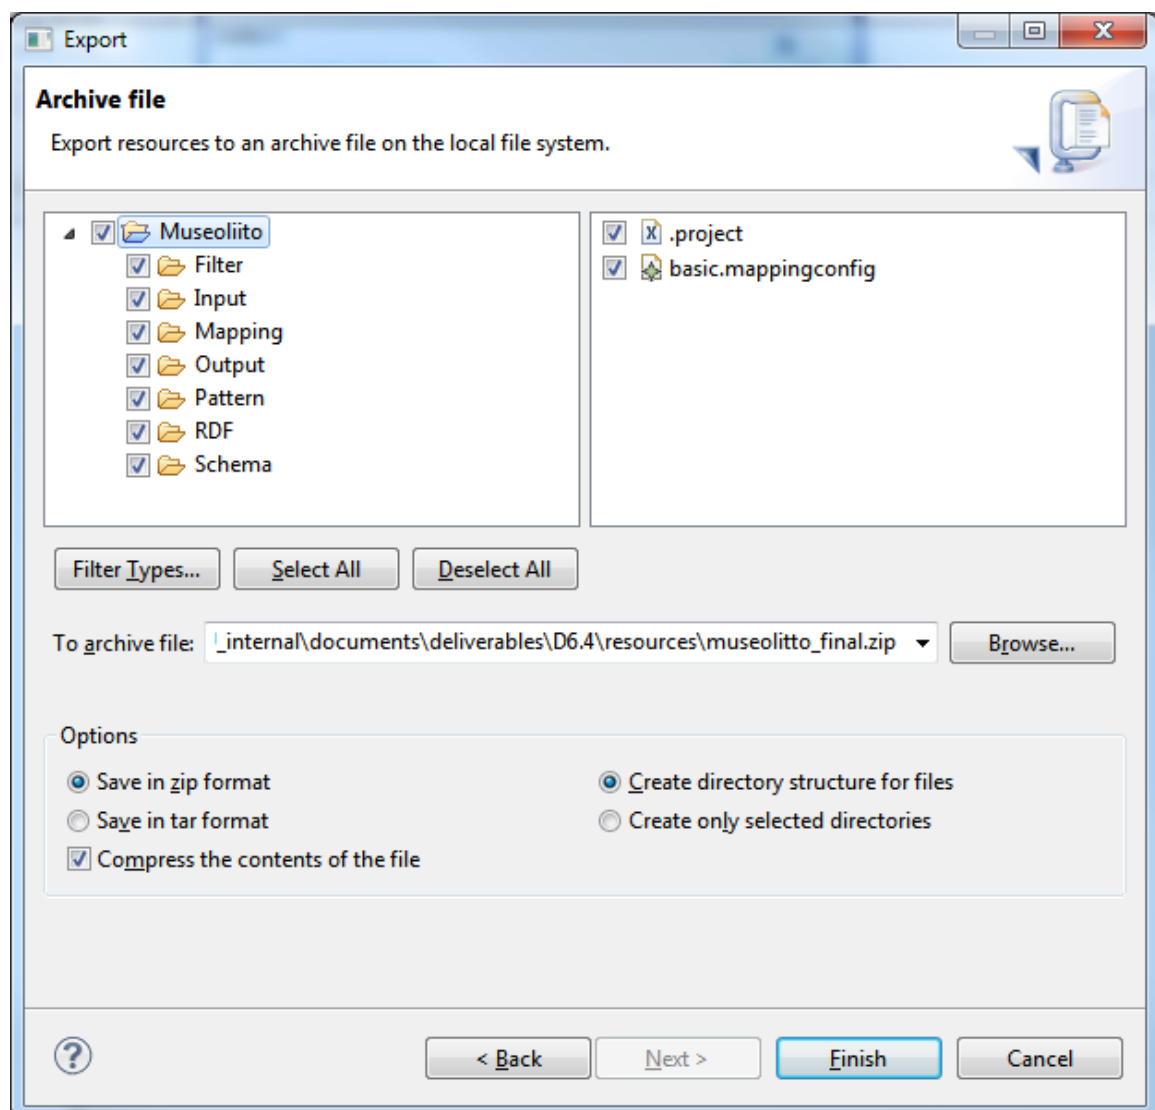 Export
Archive file
Export resources to an archive file on the local file system.
Museoliito
Filter
Input
Mapping
Output
Pattern
RDF
Schema
.project
basic.mappingconfig
Filter Types... Select All Deselect All
To archive file: _internal\documents\deliverables\D6.4\resources\museolitto_final.zip Browse...
Options
Save in zip format Create directory structure for files
Save in tar format Create only selected directories
Compress the contents of the file
< Back Next > Finish Cancel